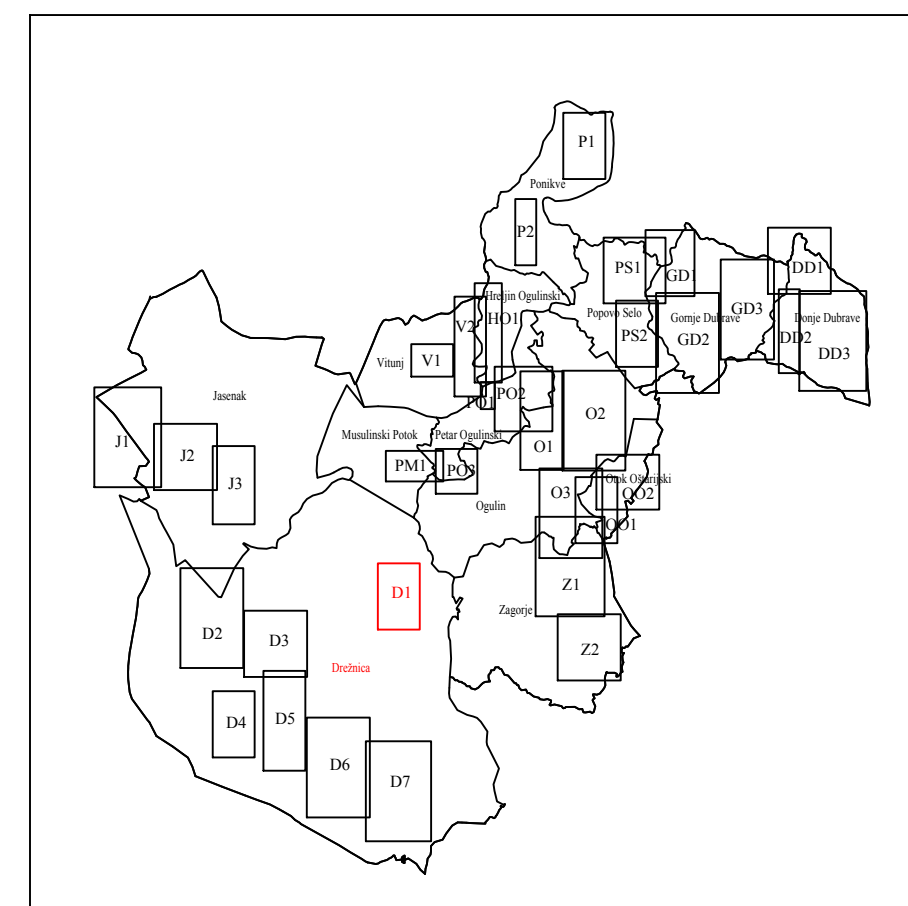 P1
Ponikve
P2
PS1
GD1
DD1
Hreljin Ogulinski
V2
HO1
Popovo Selo
GD3
Gornje Dubrave
Donje Dubrave
PS2
GD2
DD2
DD3
Vitunj
V1
Jasenak
PO2
PO1
O2
J1
J2
J3
Musulinski Potok
Petar Ogulinski
O1
PM1
PO3
Otok Oštarijski
O3
OO2
Ogulin
OO1
D1
Z1
Zagorje
D2
D3
Z2
Drežnica
D4
D5
D6
D7